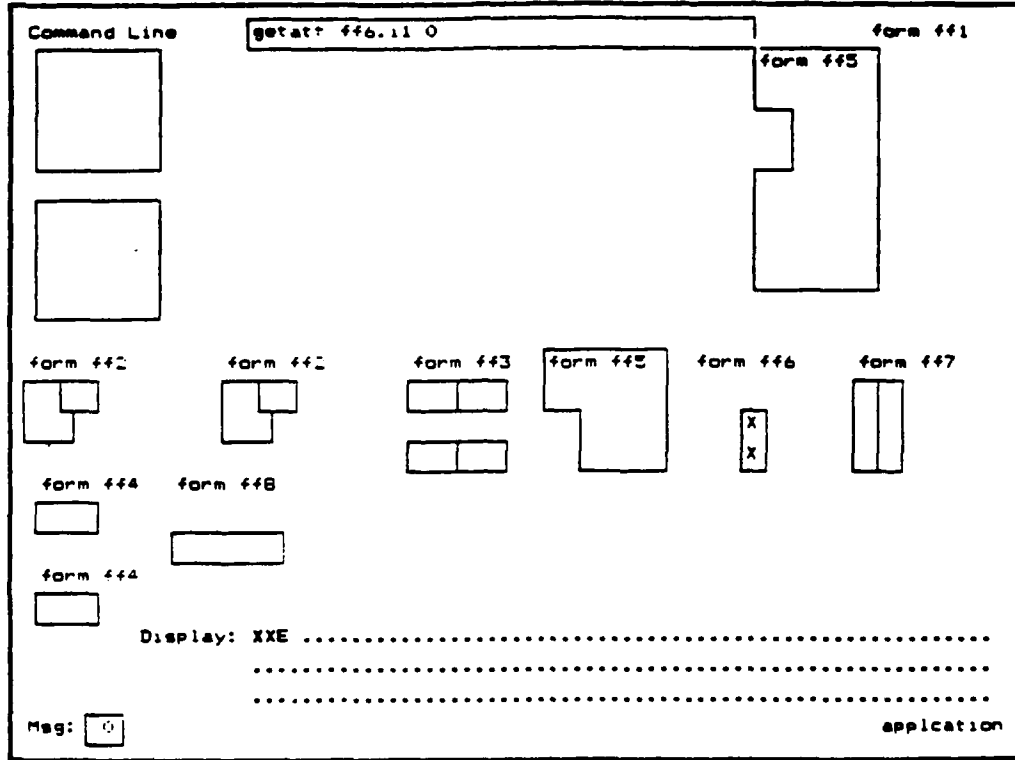 Command Line
getatt ff6.i1 0
form ff1
form ff5
form ff2
form ff2
form ff3
form ff5
form ff6
form ff7
X
X
form ff4
form ff8
form ff4
Display: XXE ............................................................
.................................................................
.................................................................
Msg: 0
applcation